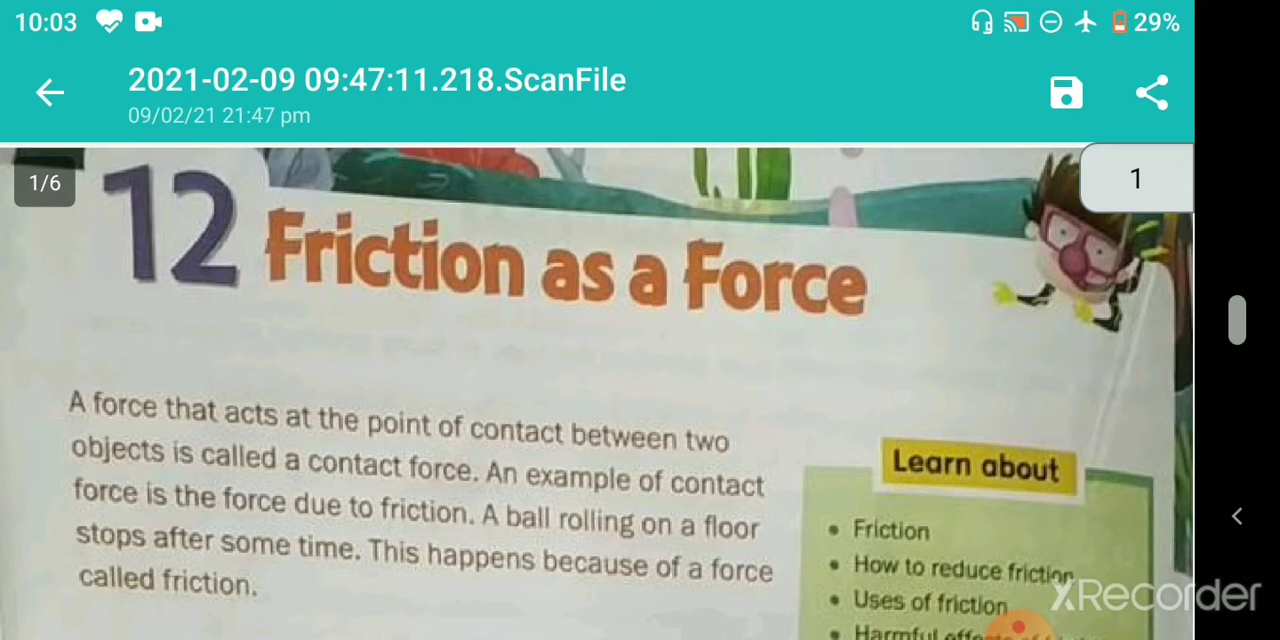 10:03
29%
2021-02-09 09:47:11.218.ScanFile
09/02/21 21:47 pm
1/6
1
12 Friction as a Force
A force that acts at the point of contact between two
objects is called a contact force. An example of contact
force is the force due to friction. A ball rolling on a floor
stops after some time. This happens because of a force
called friction.
Learn about
• Friction
• How to reduce friction
• Uses of friction
• Harmful
XRecorder